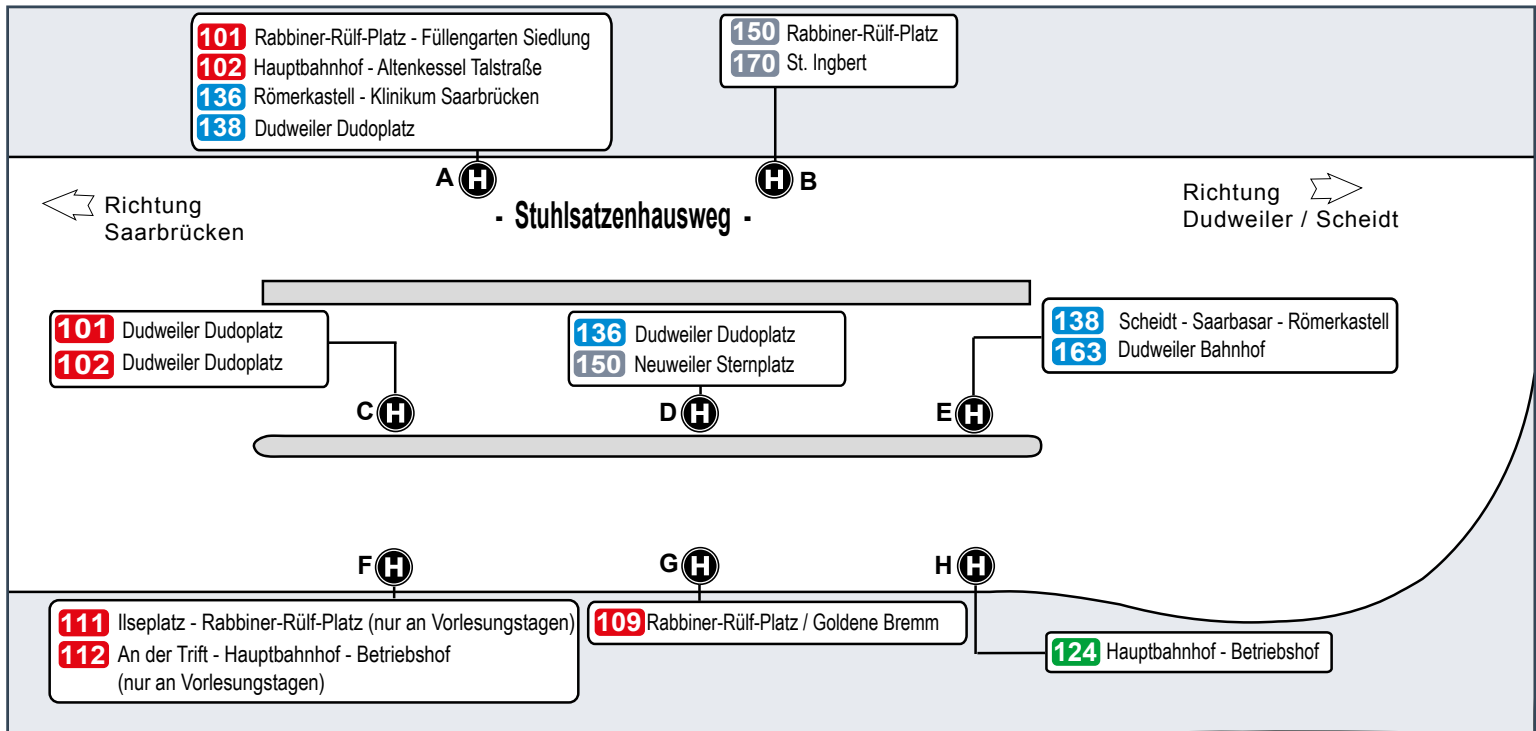 101 Rabbiner-Rülf-Platz - Füllengarten Siedlung
102 Hauptbahnhof - Altenkessel Talstraße
136 Römerkastell - Klinikum Saarbrücken
138 Dudweiler Dudoplatz
150 Rabbiner-Rülf-Platz
170 St. Ingbert
A H
H B
Richtung
Saarbrücken
- Stuhlsatzenhausweg -
Richtung
Dudweiler / Scheidt
101 Dudweiler Dudoplatz
102 Dudweiler Dudoplatz
136 Dudweiler Dudoplatz
150 Neuweiler Sternplatz
138 Scheidt - Saarbasar - Römerkastell
163 Dudweiler Bahnhof
C H
D H
E H
F H
G H
H H
111 Ilseplatz - Rabbiner-Rülf-Platz (nur an Vorlesungstagen)
112 An der Trift - Hauptbahnhof - Betriebshof
(nur an Vorlesungstagen)
109 Rabbiner-Rülf-Platz / Goldene Bremm
124 Hauptbahnhof - Betriebshof